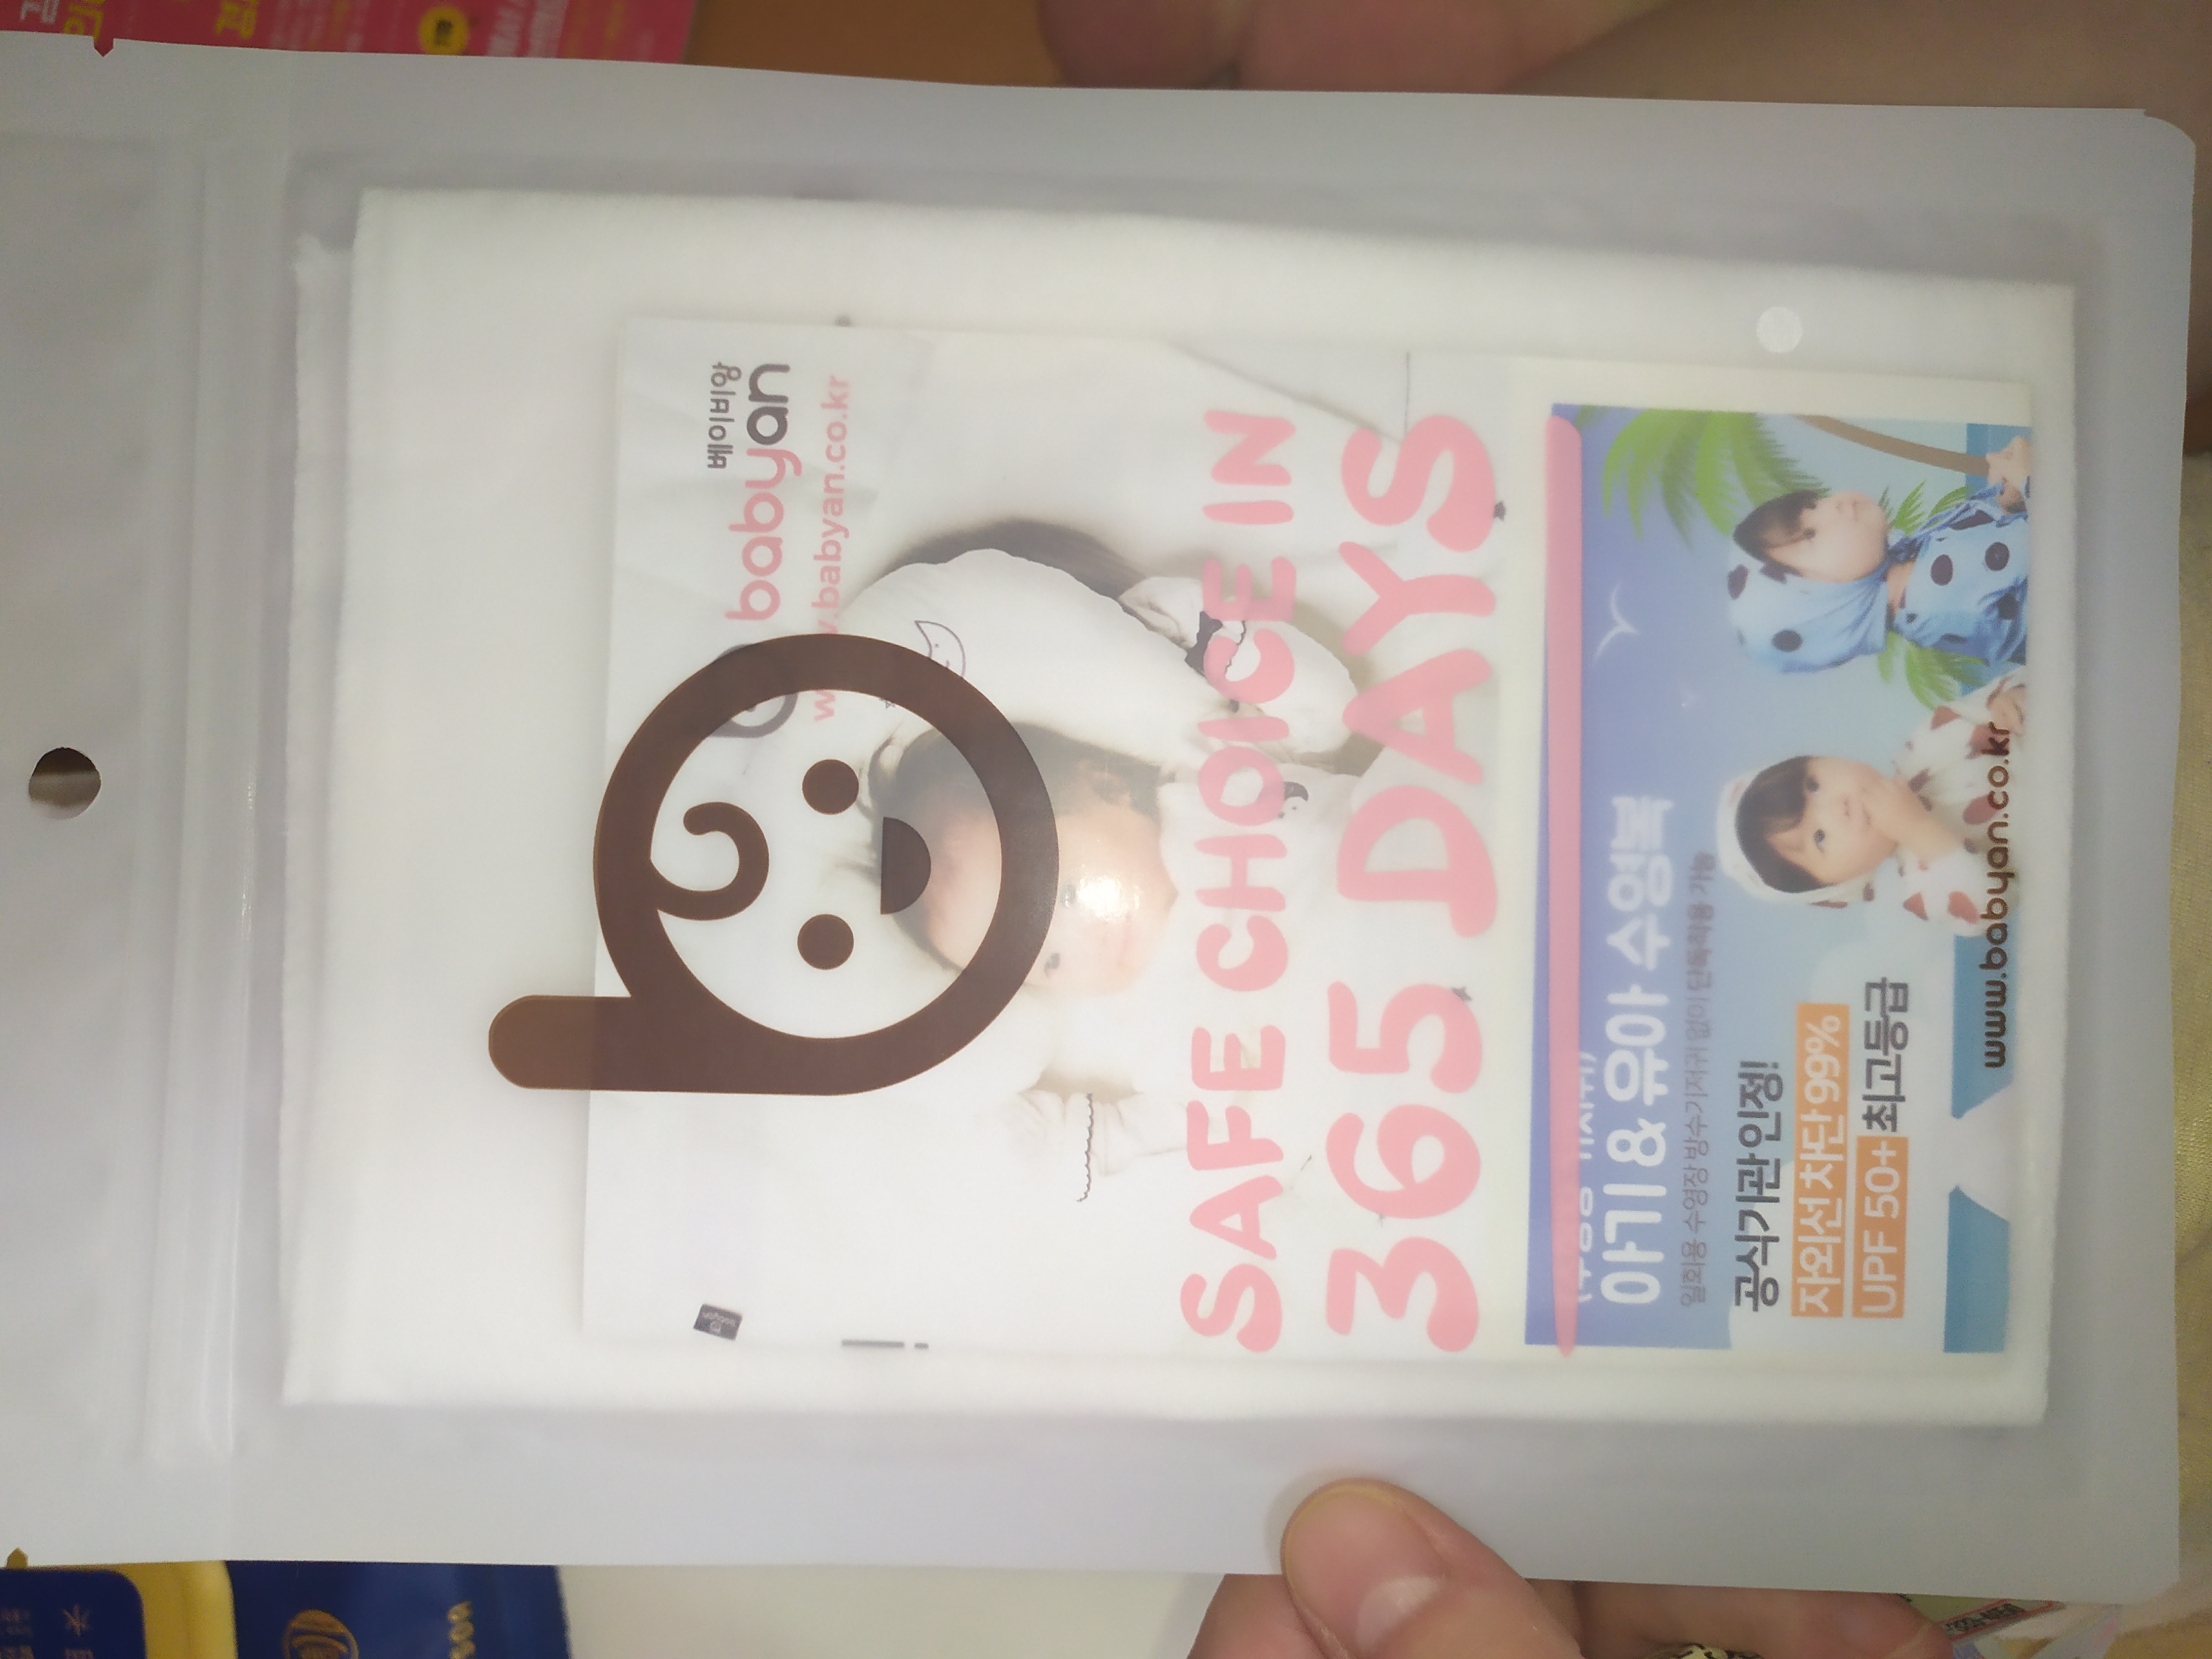 베이비앙
babyan
www.babyan.co.kr
SAFE CHOICE IN
365 DAYS
아기&유아 수영복
일회용 수영장 방수기저귀 없이 단독착용 가능
공식기관 인정!
자외선 차단 99%
UPF 50+ 최고등급
www.babyan.co.kr